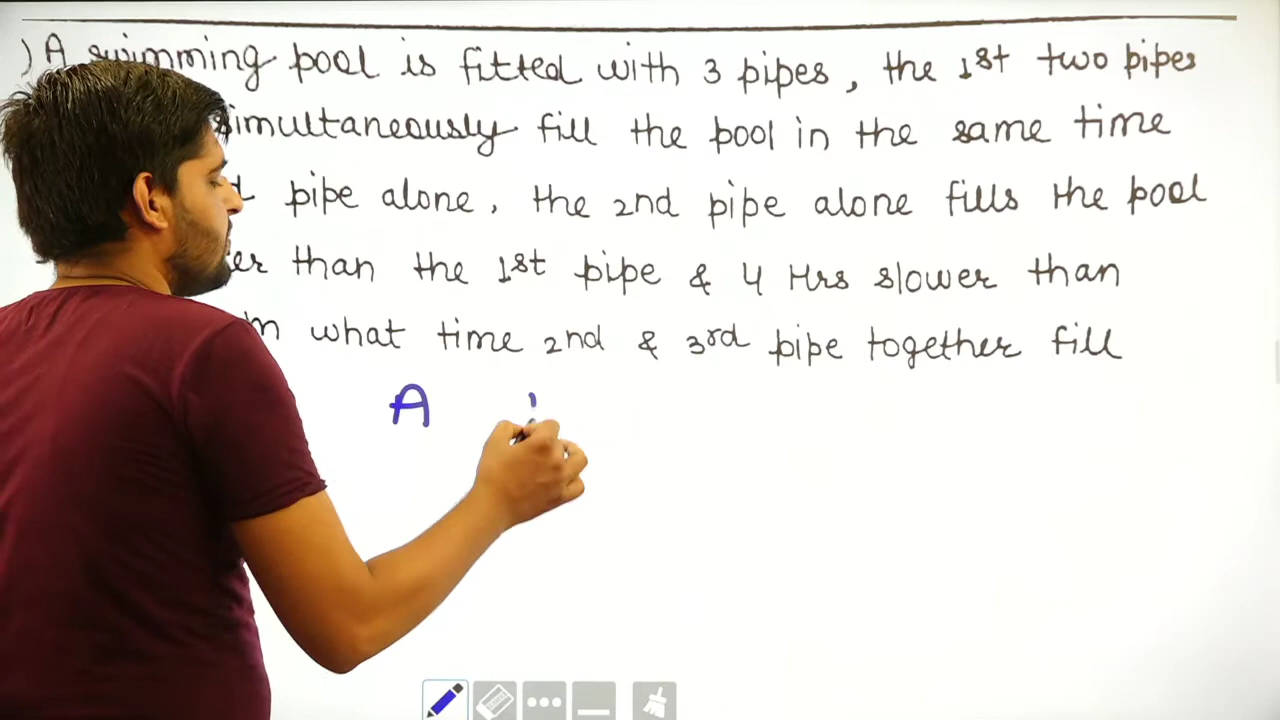 ) A swimming pool is fitted with 3 pipes, the 1st two pipes
simultaneously fill the pool in the same time
pipe alone, the 2nd pipe alone fills the pool
than the 1st pipe & 4 Hrs slower than
what time 2nd & 3rd pipe together fill
A